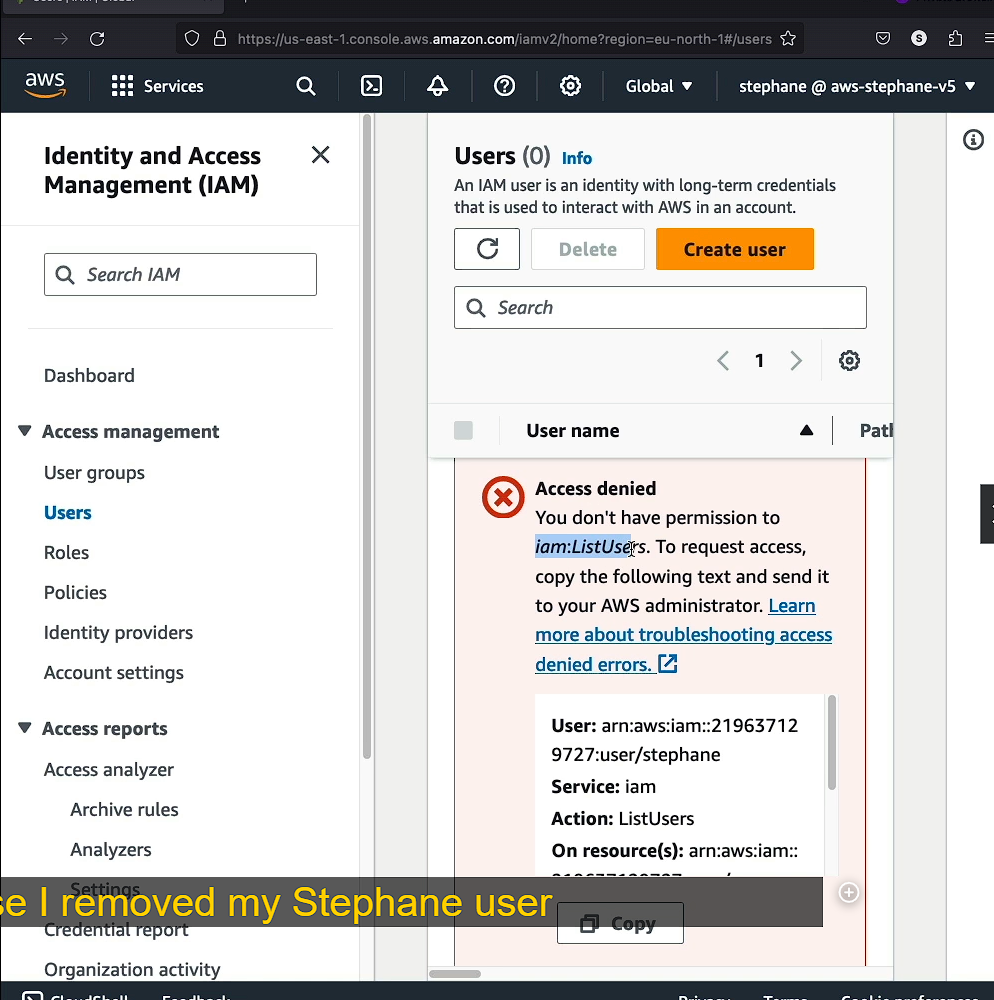 https://us-east-1.console.aws.amazon.com/iamv2/home?region=eu-north-1#/users
S
aws
Services
Global
stephane @ aws-stephane-v5
Identity and Access
Management (IAM)
Search IAM
Dashboard
Access management
User groups
Users
Roles
Policies
Identity providers
Account settings
Access reports
Access analyzer
Archive rules
Analyzers
Settings
Credential report
Organization activity
Users (0) Info
An IAM user is an identity with long-term credentials
that is used to interact with AWS in an account.
Delete
Create user
Search
1
User name
Access denied
You don't have permission to
iam:ListUsers. To request access,
copy the following text and send it
to your AWS administrator. Learn
more about troubleshooting access
denied errors.
User: arn:aws:iam::21963712
9727:user/stephane
Service: iam
Action: ListUsers
On resource(s): arn:aws:iam::
Copy
se I removed my Stephane user
CloudShell
Feedback
Privacy
Terms
Cookie preferences